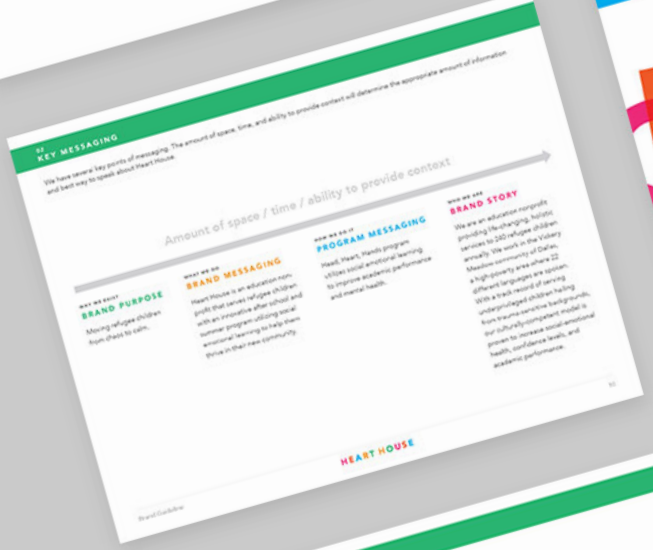 02
KEY MESSAGING
We have several key points of messaging. The amount of space, time, and ability to provide context will determine the appropriate amount of information
and best way to speak about Heart House.
Amount of space / time / ability to provide context
WHY WE EXIST
BRAND PURPOSE
Moving refugee children
from chaos to calm.
WHAT WE DO
BRAND MESSAGING
Heart House is an education non-
profit that serves refugee children
with an innovative after school and
summer program utilizing social
emotional learning to help them
thrive in their new community.
HOW WE DO IT
PROGRAM MESSAGING
Head, Heart, Hands program
utilizes social emotional learning
to improve academic performance
and mental health.
WHO WE ARE
BRAND STORY
We are an education nonprofit
providing life-changing, holistic
services to 240 refugee children
annually. We work in the Vickery
Meadow community of Dallas,
a high-poverty area where 22
different languages are spoken.
With a track record of serving
underprivileged children hailing
from trauma-sensitive backgrounds,
our culturally-competent model is
proven to increase social-emotional
health, confidence levels, and
academic performance.
HEART HOUSE
Brand Guideline